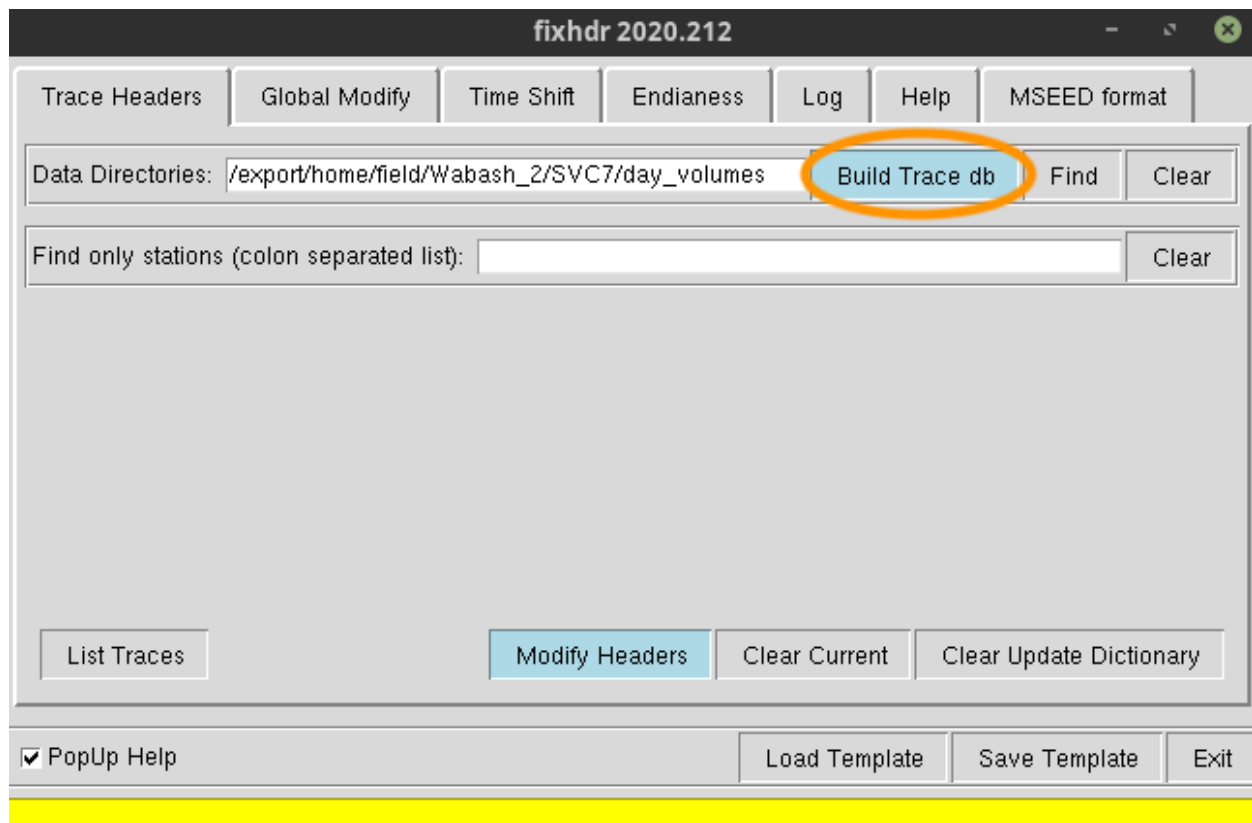 fixhdr 2020.212
Trace Headers Global Modify Time Shift Endianess Log Help MSEED format
Data Directories: /export/home/field/Wabash_2/SVC7/day_volumes Build Trace db Find Clear
Find only stations (colon separated list): Clear
List Traces Modify Headers Clear Current Clear Update Dictionary
PopUp Help Load Template Save Template Exit